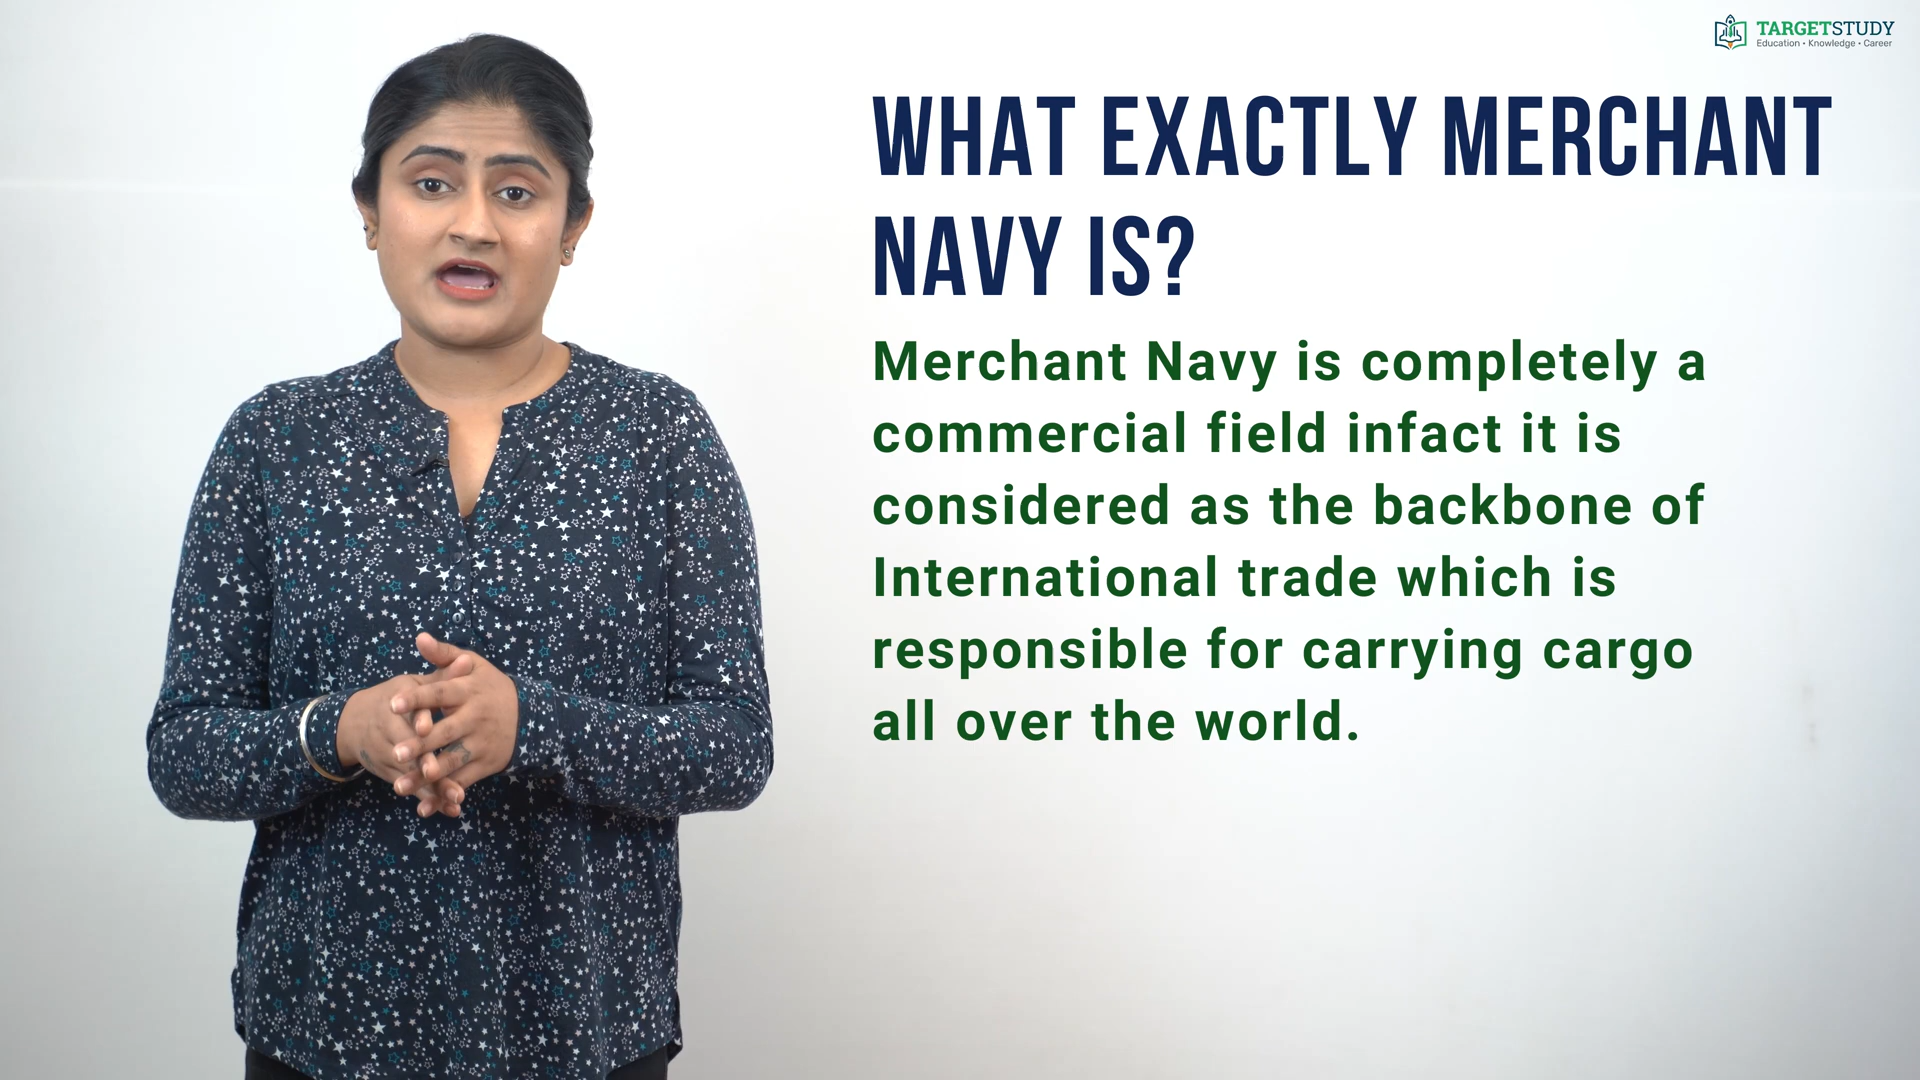 TARGETSTUDY
Education • Knowledge • Career
WHAT EXACTLY MERCHANT
NAVY IS?
Merchant Navy is completely a
commercial field infact it is
considered as the backbone of
International trade which is
responsible for carrying cargo
all over the world.